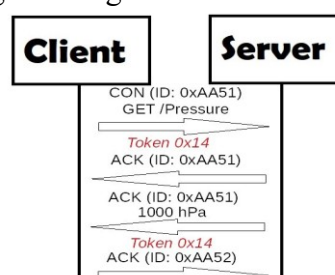 Client
Server
CON (ID: 0xAA51)
GET /Pressure
Token 0x14
ACK (ID: 0xAA51)
ACK (ID: 0xAA51)
1000 hPa
Token 0x14
ACK (ID: 0xAA52)